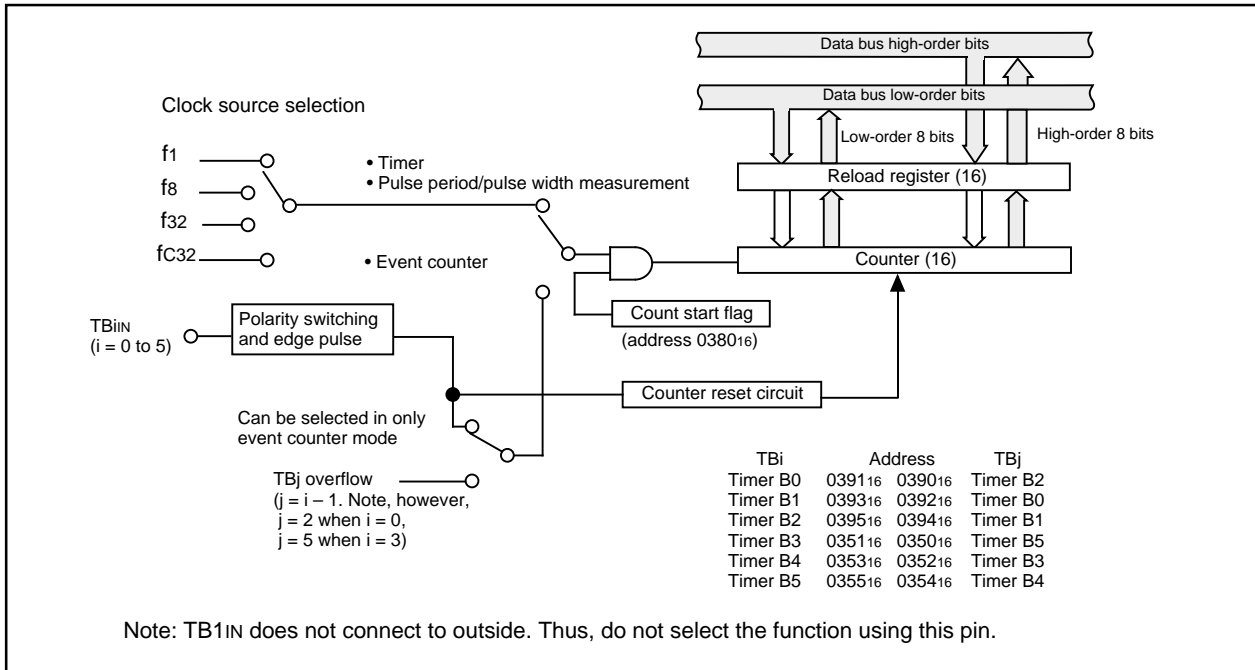 Data bus high-order bits
Data bus low-order bits
Clock source selection
Low-order 8 bits
High-order 8 bits
f1
• Timer
f8
• Pulse period/pulse width measurement
Reload register (16)
f32
fC32
• Event counter
Counter (16)
TBiIN
(i = 0 to 5)
Polarity switching
and edge pulse
Count start flag
(address 038016)
Counter reset circuit
Can be selected in only
event counter mode
TBj overflow
(j = i – 1. Note, however,
j = 2 when i = 0,
j = 5 when i = 3)
TBi Address TBj
Timer B0 039116 039016 Timer B2
Timer B1 039316 039216 Timer B0
Timer B2 039516 039416 Timer B1
Timer B3 035116 035016 Timer B5
Timer B4 035316 035216 Timer B3
Timer B5 035516 035416 Timer B4
Note: TB1IN does not connect to outside. Thus, do not select the function using this pin.